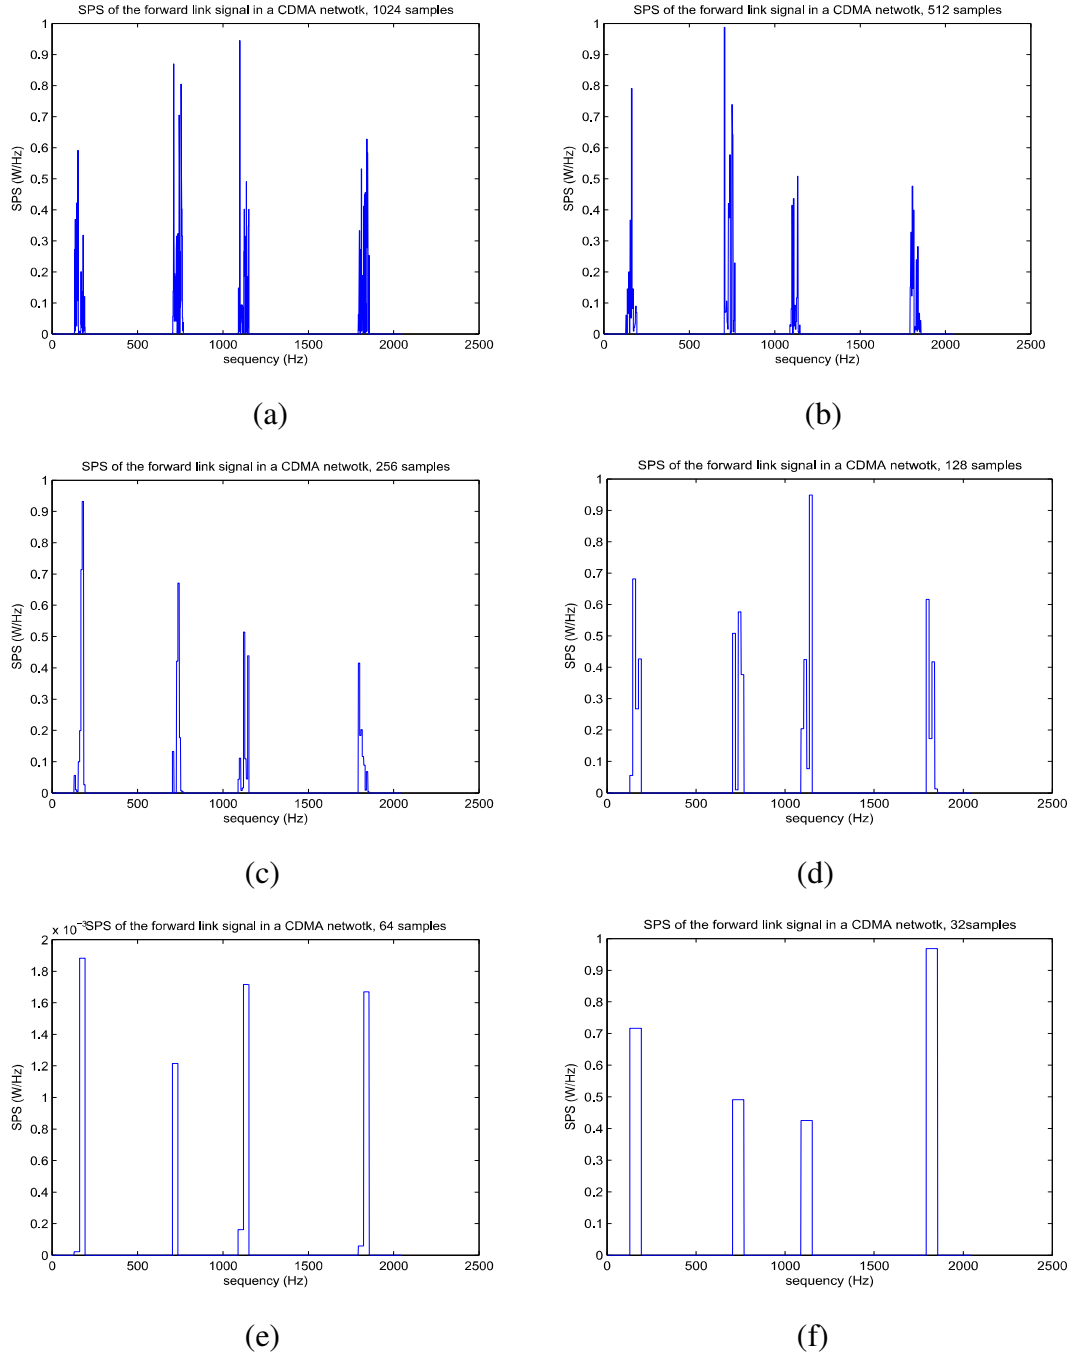 SPS of the forward link signal in a CDMA netwotk, 1024 samples
1
0.9
0.8
0.7
0.6
0.5
0.4
0.3
0.2
0.1
0
SPS (W/Hz)
0 500 1000 1500 2000 2500
sequency (Hz)
(a)
SPS of the forward link signal in a CDMA netwotk, 512 samples
1
0.9
0.8
0.7
0.6
0.5
0.4
0.3
0.2
0.1
0
SPS (W/Hz)
0 500 1000 1500 2000 2500
sequency (Hz)
(b)
SPS of the forward link signal in a CDMA netwotk, 256 samples
1
0.9
0.8
0.7
0.6
0.5
0.4
0.3
0.2
0.1
0
SPS (W/Hz)
0 500 1000 1500 2000 2500
sequency (Hz)
(c)
SPS of the forward link signal in a CDMA netwotk, 128 samples
1
0.9
0.8
0.7
0.6
0.5
0.4
0.3
0.2
0.1
0
SPS (W/Hz)
0 500 1000 1500 2000 2500
sequency (Hz)
(d)
x 10⁻³SPS of the forward link signal in a CDMA netwotk, 64 samples
2
1.8
1.6
1.4
1.2
1
0.8
0.6
0.4
0.2
0
SPS (W/Hz)
0 500 1000 1500 2000 2500
sequency (Hz)
(e)
SPS of the forward link signal in a CDMA netwotk, 32samples
1
0.9
0.8
0.7
0.6
0.5
0.4
0.3
0.2
0.1
0
SPS (W/Hz)
0 500 1000 1500 2000 2500
sequency (Hz)
(f)